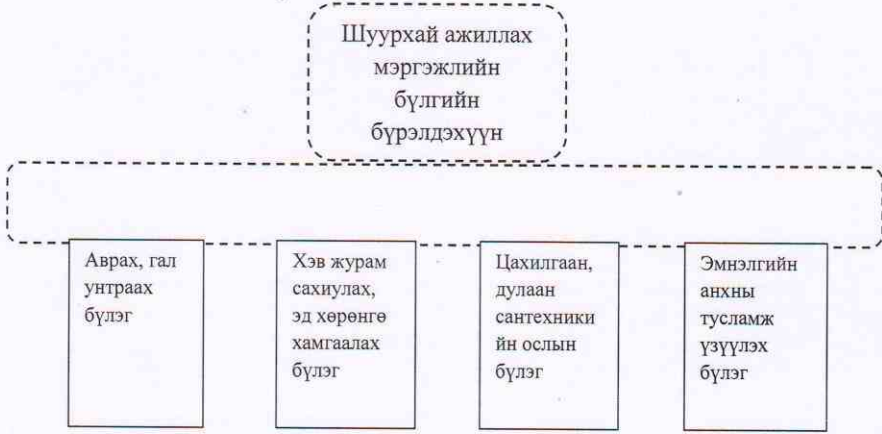 Шуурхай ажиллах
мэргэжлийн
бүлгийн
бүрэлдэхүүн
Аврах, гал
унтраах
бүлэг
Хэв журам
сахиулах,
эд хөрөнгө
хамгаалах
бүлэг
Цахилгаан,
дулаан
сантехники
йн ослын
бүлэг
Эмнэлгийн
анхны
тусламж
үзүүлэх
бүлэг